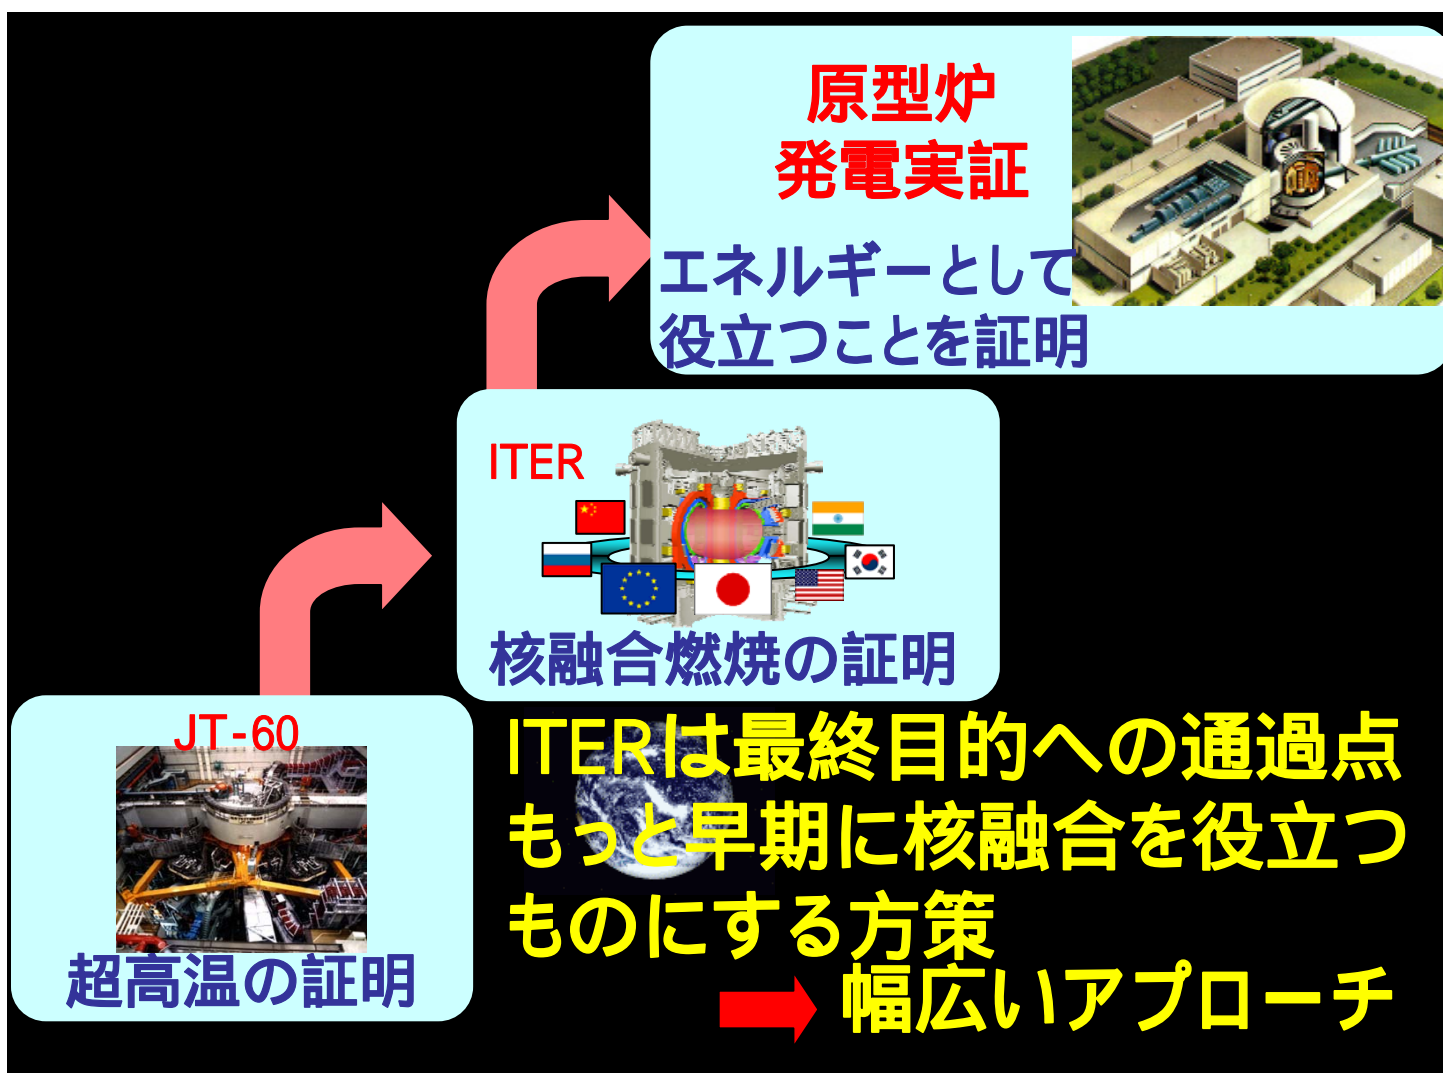 原型炉
発電実証
エネルギーとして
役立つことを証明
ITER
核融合燃焼の証明
JT-60
超高温の証明
ITERは最終目的への通過点
もっと早期に核融合を役立つ
ものにする方策
幅広いアプローチ